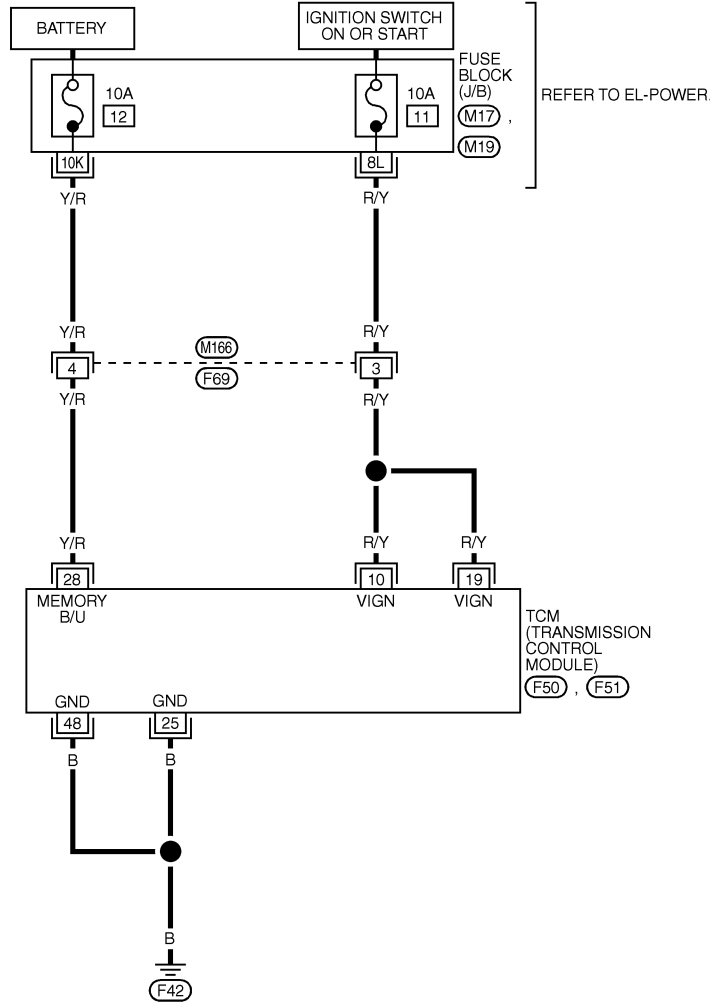 BATTERY
IGNITION SWITCH
ON OR START
10A
12
10A
11
FUSE
BLOCK
(J/B)
M17 ,
M19
REFER TO EL-POWER.
10K
8L
Y/R
R/Y
Y/R
R/Y
M166
4
3
F69
Y/R
R/Y
Y/R
R/Y
R/Y
28
10
19
MEMORY
B/U
VIGN
VIGN
TCM
(TRANSMISSION
CONTROL
MODULE)
F50 , F51
GND
GND
48
25
B
B
B
F42